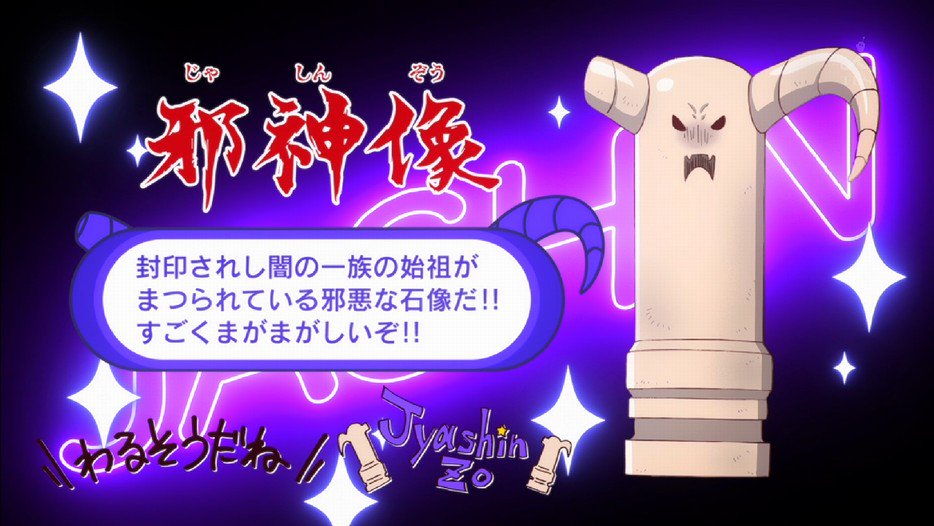 じゃ しん ぞう
邪神像
封印されし闇の一族の始祖が
まつられている邪悪な石像だ!!
すごくまがまがしいぞ!!
わるそうだね
Jyashin
Zo